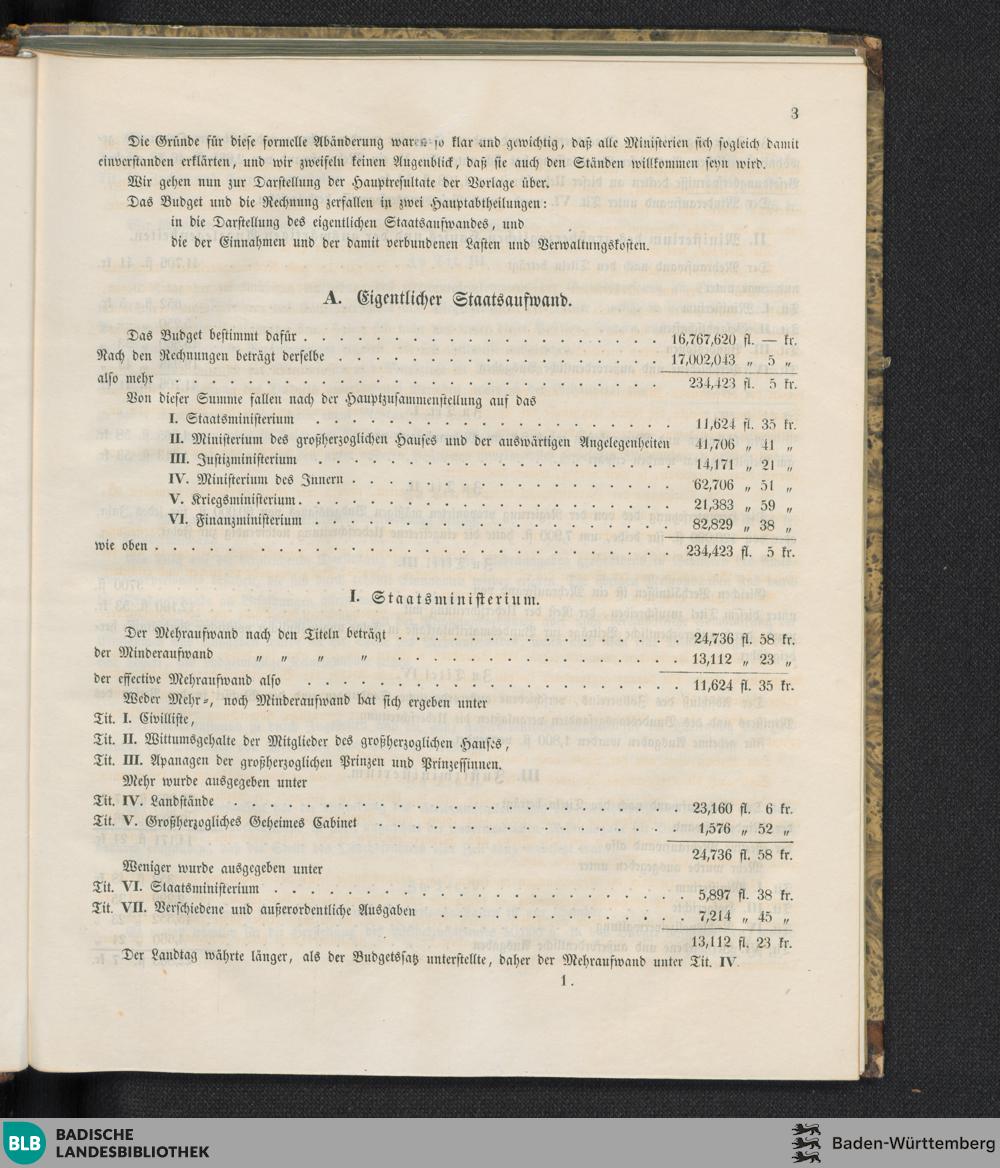 3
Die Gründe für diese formelle Abänderung waren so klar und gewichtig, daß alle Ministerien sich sogleich damit
einverstanden erklärten, und wir zweifeln keinen Augenblick, daß sie auch den Ständen willkommen seyn wird.
Wir gehen nun zur Darstellung der Hauptresultate der Vorlage über.
Das Budget und die Rechnung zerfallen in zwei Hauptabtheilungen:
in die Darstellung des eigentlichen Staatsaufwandes, und
die der Einnahmen und der damit verbundenen Lasten und Verwaltungskosten.
A. Eigentlicher Staatsaufwand.
Das Budget bestimmt dafür . . . . . . . . . . . . . . . . . . 16,767,620 fl. — kr.
Nach den Rechnungen beträgt derselbe . . . . . . . . . . . . . . . . 17,002,043 „ 5 „
also mehr . . . . . . . . . . . . . . . . . . . . . . 234,423 fl. 5 kr.
Von dieser Summe fallen nach der Hauptzusammenstellung auf das
I. Staatsministerium . . . . . . . . . . . . . . . . 11,624 fl. 35 kr.
II. Ministerium des großherzoglichen Hauses und der auswärtigen Angelegenheiten 41,706 „ 41 „
III. Justizministerium . . . . . . . . . . . . . . . . 14,171 „ 21 „
IV. Ministerium des Innern . . . . . . . . . . . . . . . 62,706 „ 51 „
V. Kriegsministerium . . . . . . . . . . . . . . . . 21,383 „ 59 „
VI. Finanzministerium . . . . . . . . . . . . . . . . 82,829 „ 38 „
wie oben . . . . . . . . . . . . . . . . . . . . . . 234,423 fl. 5 kr.
I. Staatsministerium.
Der Mehraufwand nach den Titeln beträgt . . . . . . . . . . . . . 24,736 fl. 58 kr.
der Minderaufwand „ „ „ „ . . . . . . . . . . . . . 13,112 „ 23 „
der effective Mehraufwand also . . . . . . . . . . . . . . . . . 11,624 fl. 35 kr.
Weder Mehr-, noch Minderaufwand hat sich ergeben unter
Tit. I. Civilliste,
Tit. II. Wittumsgehalte der Mitglieder des großherzoglichen Hauses,
Tit. III. Apanagen der großherzoglichen Prinzen und Prinzessinnen.
Mehr wurde ausgegeben unter
Tit. IV. Landstände . . . . . . . . . . . . . . . . . . . . 23,160 fl. 6 kr.
Tit. V. Großherzogliches Geheimes Cabinet . . . . . . . . . . . . . 1,576 „ 52 „
24,736 fl. 58 kr.
Weniger wurde ausgegeben unter
Tit. VI. Staatsministerium . . . . . . . . . . . . . . . . . . 5,897 fl. 38 kr.
Tit. VII. Verschiedene und außerordentliche Ausgaben . . . . . . . . . . 7,214 „ 45 „
13,112 fl. 23 kr.
Der Landtag währte länger, als der Budgetssatz unterstellte, daher der Mehraufwand unter Tit. IV.
1.
BLB BADISCHE LANDESBIBLIOTHEK
Baden-Württemberg